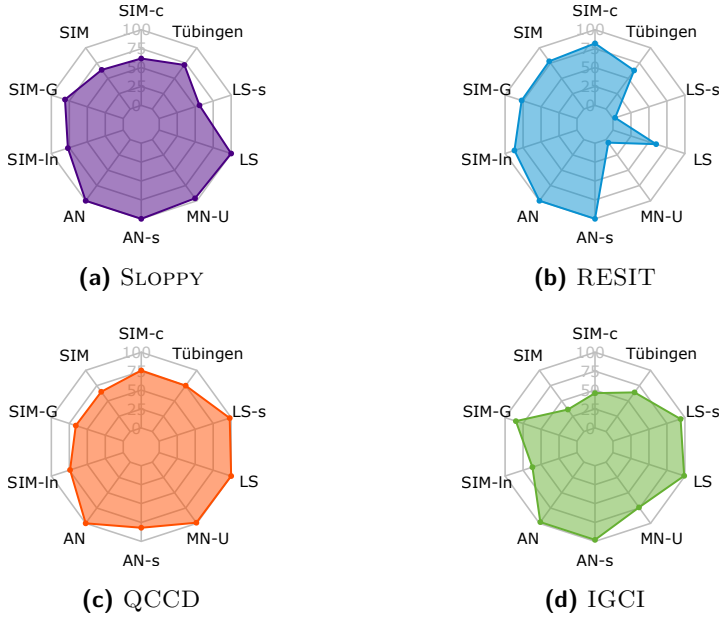 SIM-c
100
75
50
25
0
Tübingen
LS-s
LS
MN-U
AN-s
AN
SIM-ln
SIM-G
SIM
(a) SLOPPY
SIM-c
100
75
50
25
0
Tübingen
LS-s
LS
MN-U
AN-s
AN
SIM-ln
SIM-G
SIM
(b) RESIT
SIM-c
100
75
50
25
0
Tübingen
LS-s
LS
MN-U
AN-s
AN
SIM-ln
SIM-G
SIM
(c) QCCD
SIM-c
100
75
50
25
0
Tübingen
LS-s
LS
MN-U
AN-s
AN
SIM-ln
SIM-G
SIM
(d) IGCI